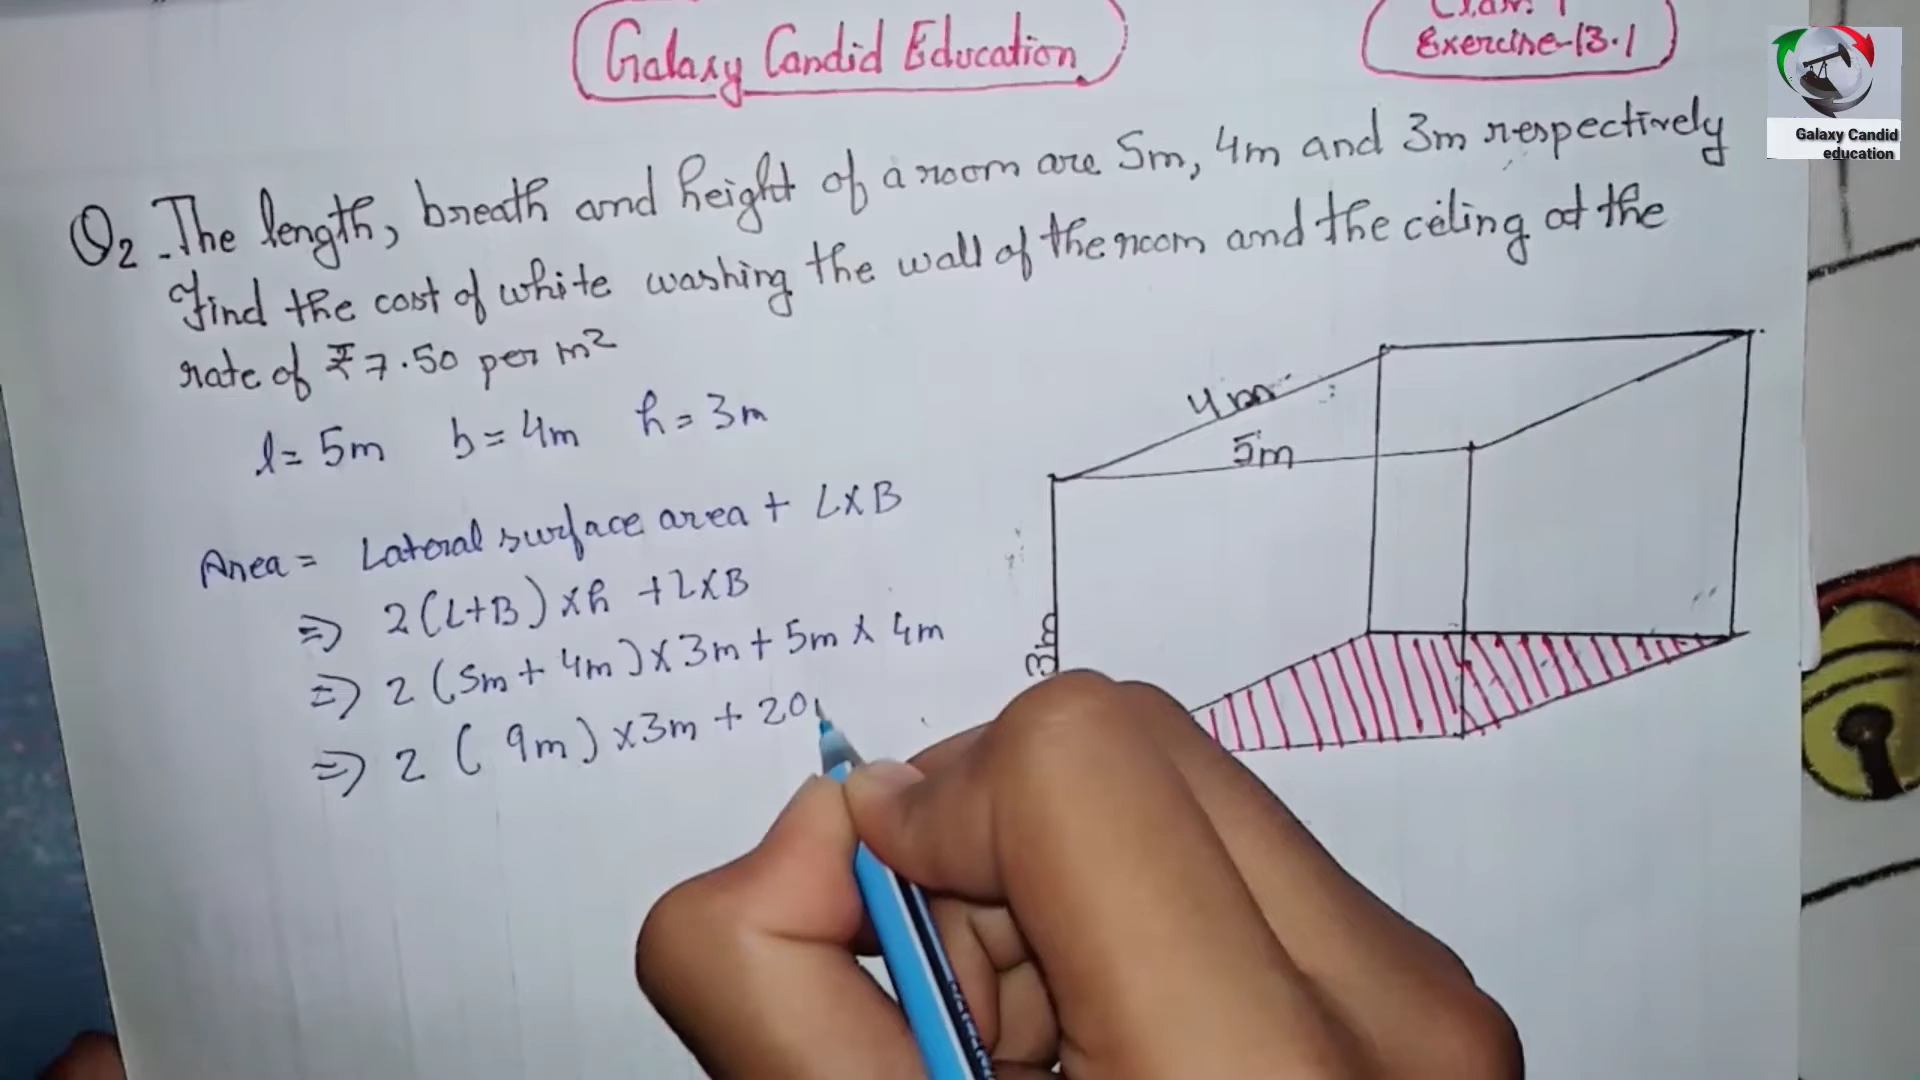 Galaxy Candid Education
Exercise-13.1
Galaxy Candid
education
Q2. The length, breath and height of a room are 5m, 4m and 3m respectively
Find the cost of white washing the wall of the room and the céiling at the
rate of ₹7.50 per m²
l = 5m b = 4m h = 3m
Area = Lateral surface area + L×B
⇒ 2(L+B)×h + L×B
⇒ 2(5m + 4m)×3m + 5m × 4m
⇒ 2 (9m)×3m + 20
4m
5m
3m